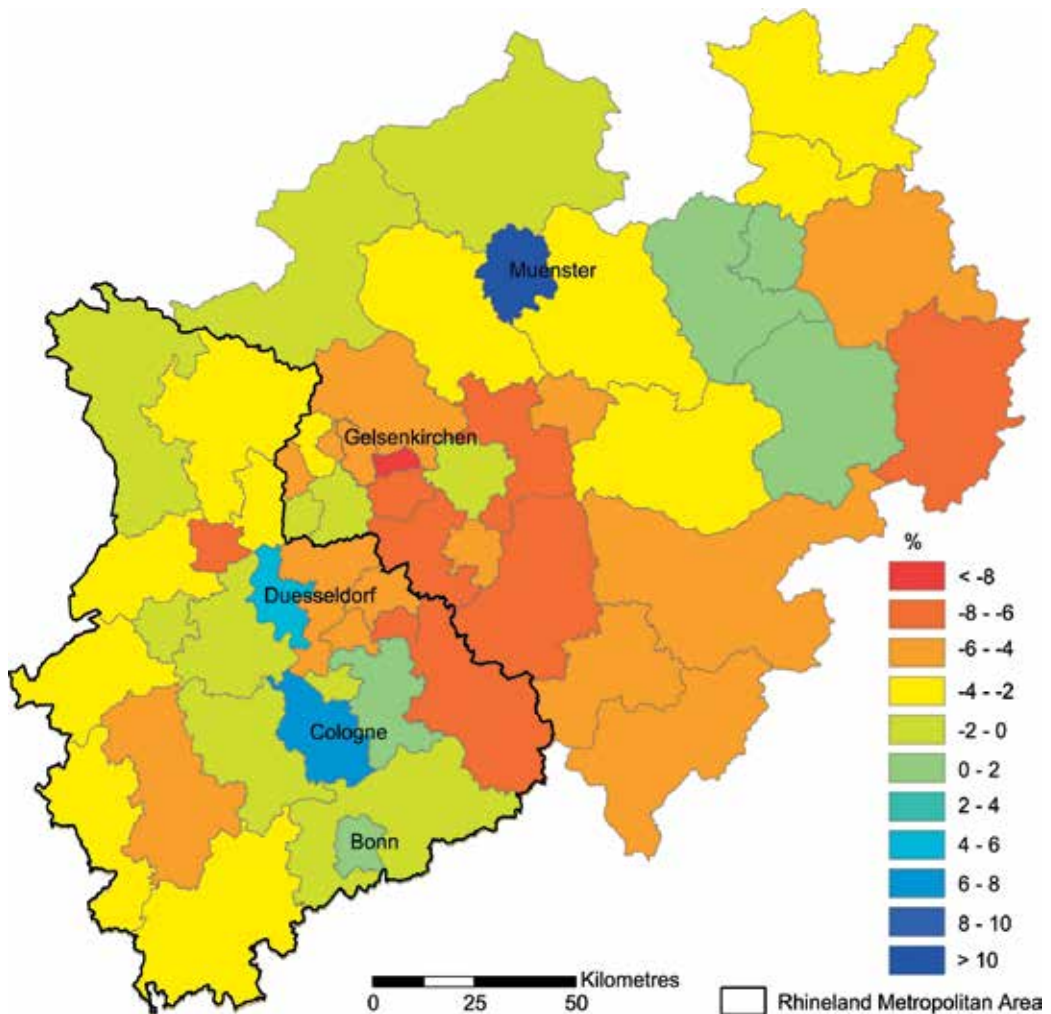 Muenster
Gelsenkirchen
Duesseldorf
Cologne
Bonn
%
< -8
-8 - -6
-6 - -4
-4 - -2
-2 - 0
0 - 2
2 - 4
4 - 6
6 - 8
8 - 10
> 10
Kilometres
0 25 50
Rhineland Metropolitan Area